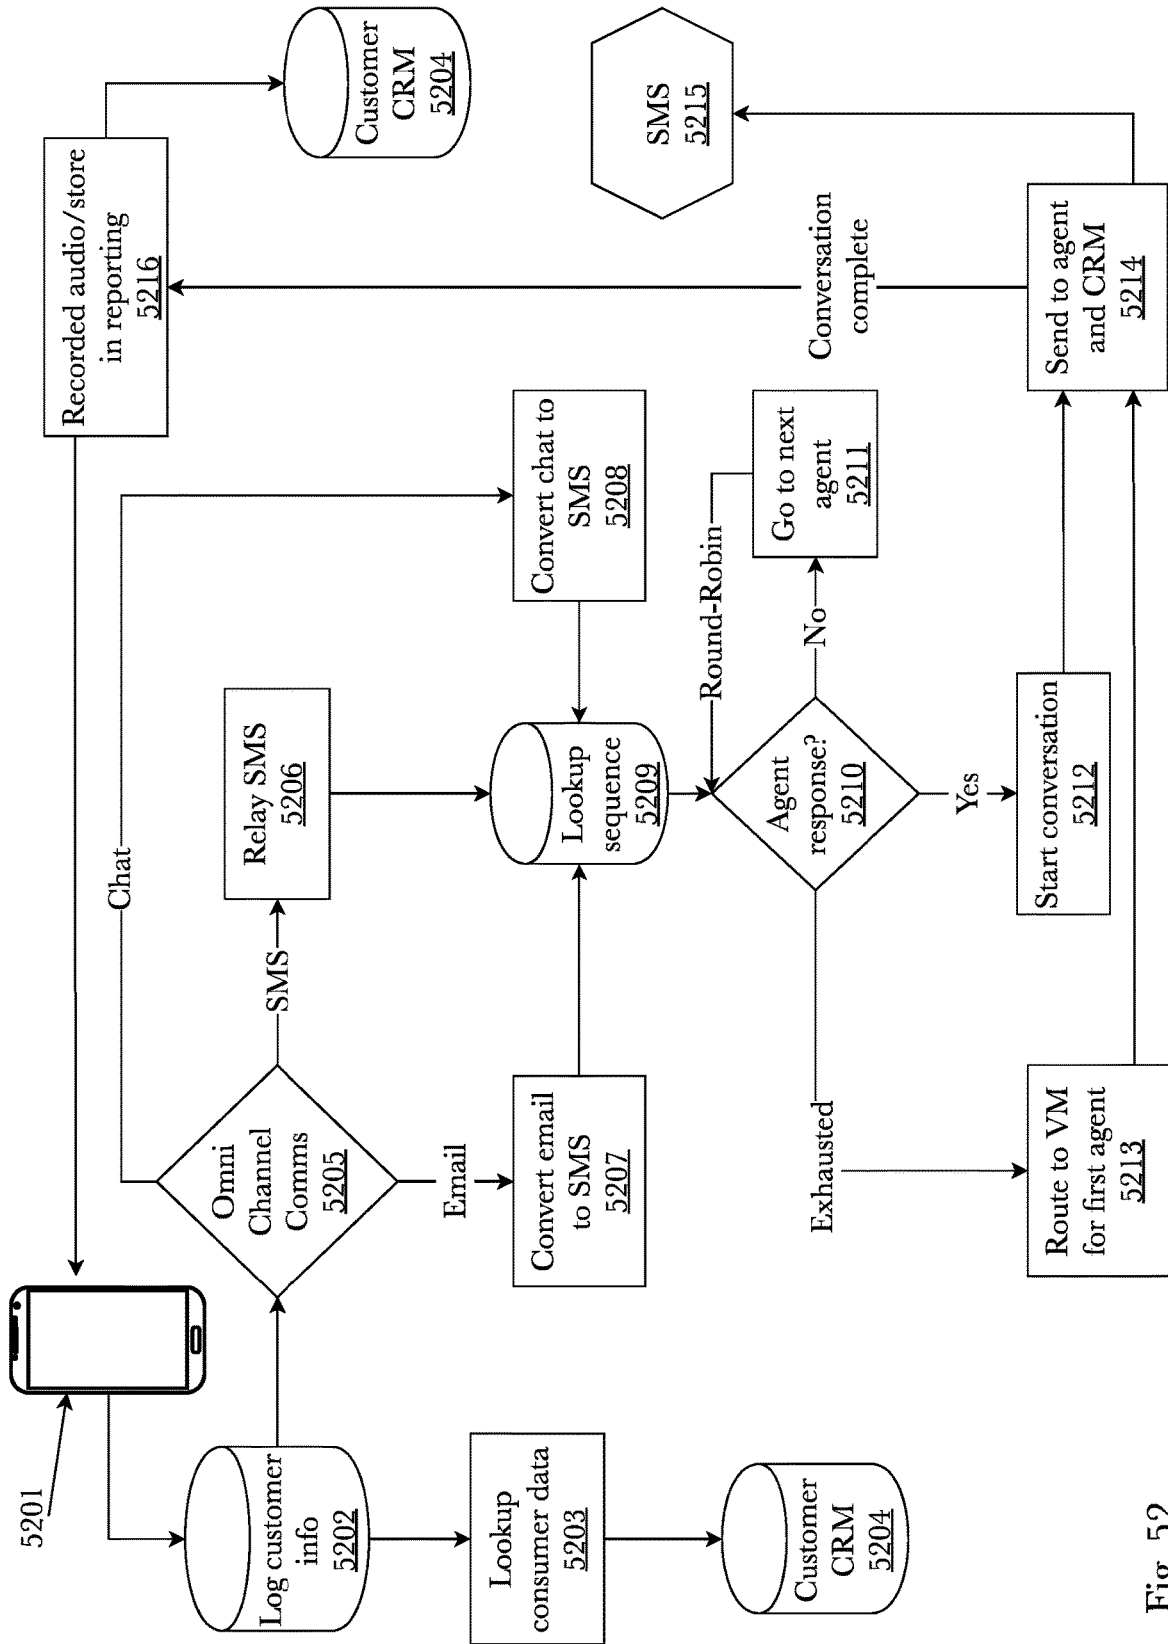 5201
Log customer
info
5202
Lookup
consumer data
5203
Customer
CRM
5204
Omni
Channel
Comms
5205
Chat
SMS
Email
Relay SMS
5206
Convert email
to SMS
5207
Convert chat to
SMS
5208
Lookup
sequence
5209
Agent
response?
5210
Round-Robin
No
Go to next
agent
5211
Yes
Start conversation
5212
Exhausted
Route to VM
for first agent
5213
Send to agent
and CRM
5214
SMS
5215
Conversation
complete
Recorded audio/store
in reporting
5216
Customer
CRM
5204
Fig. 52